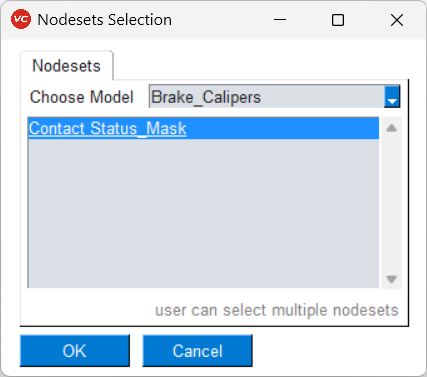 VC Nodesets Selection
Nodesets
Choose Model Brake_Calipers
Contact Status_Mask
user can select multiple nodesets
OK Cancel